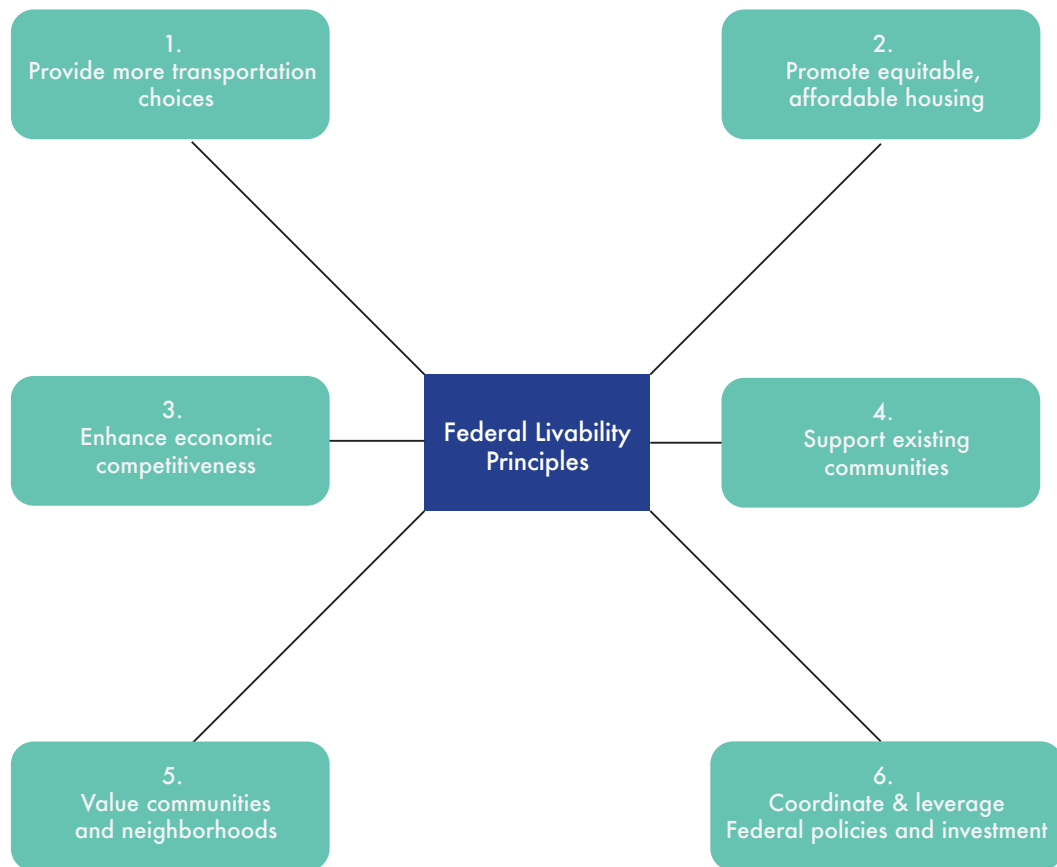 1.
Provide more transportation
choices
2.
Promote equitable,
affordable housing
3.
Enhance economic
competitiveness
Federal Livability
Principles
4.
Support existing
communities
5.
Value communities
and neighborhoods
6.
Coordinate & leverage
Federal policies and investment